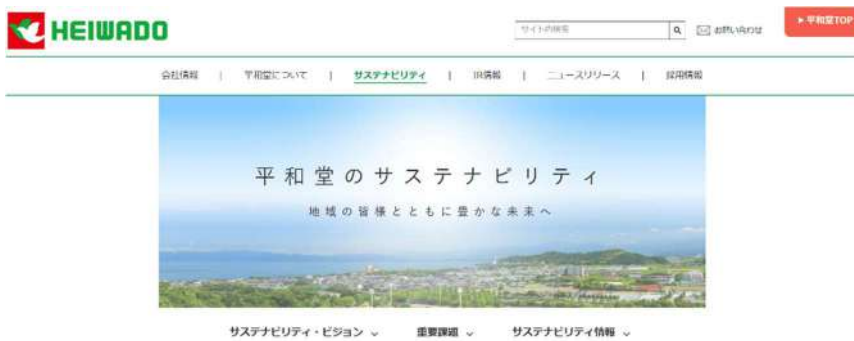 HEIWADO
サイト内検索
お問い合わせ
▶ 平和堂TOP
会社情報 | 平和堂について | サステナビリティ | IR情報 | ニュースリリース | 採用情報
平和堂のサステナビリティ
地域の皆様とともに豊かな未来へ
サステナビリティ・ビジョン
重要課題
サステナビリティ情報